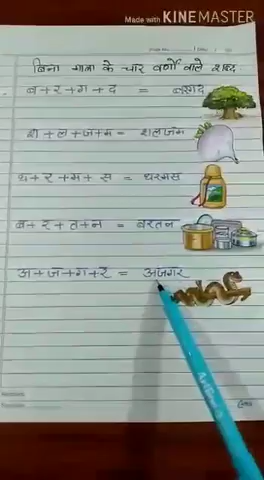 Made with KINEMASTER
बिना मात्रा के चार वर्णों वाले शब्द:
ब + र + ग + द = बरगद
श + ल + ज + म = शलजम
थ + र + म + स = थरमस
ब + र + त + न = बरतन
अ + ज + ग + र = अजगर